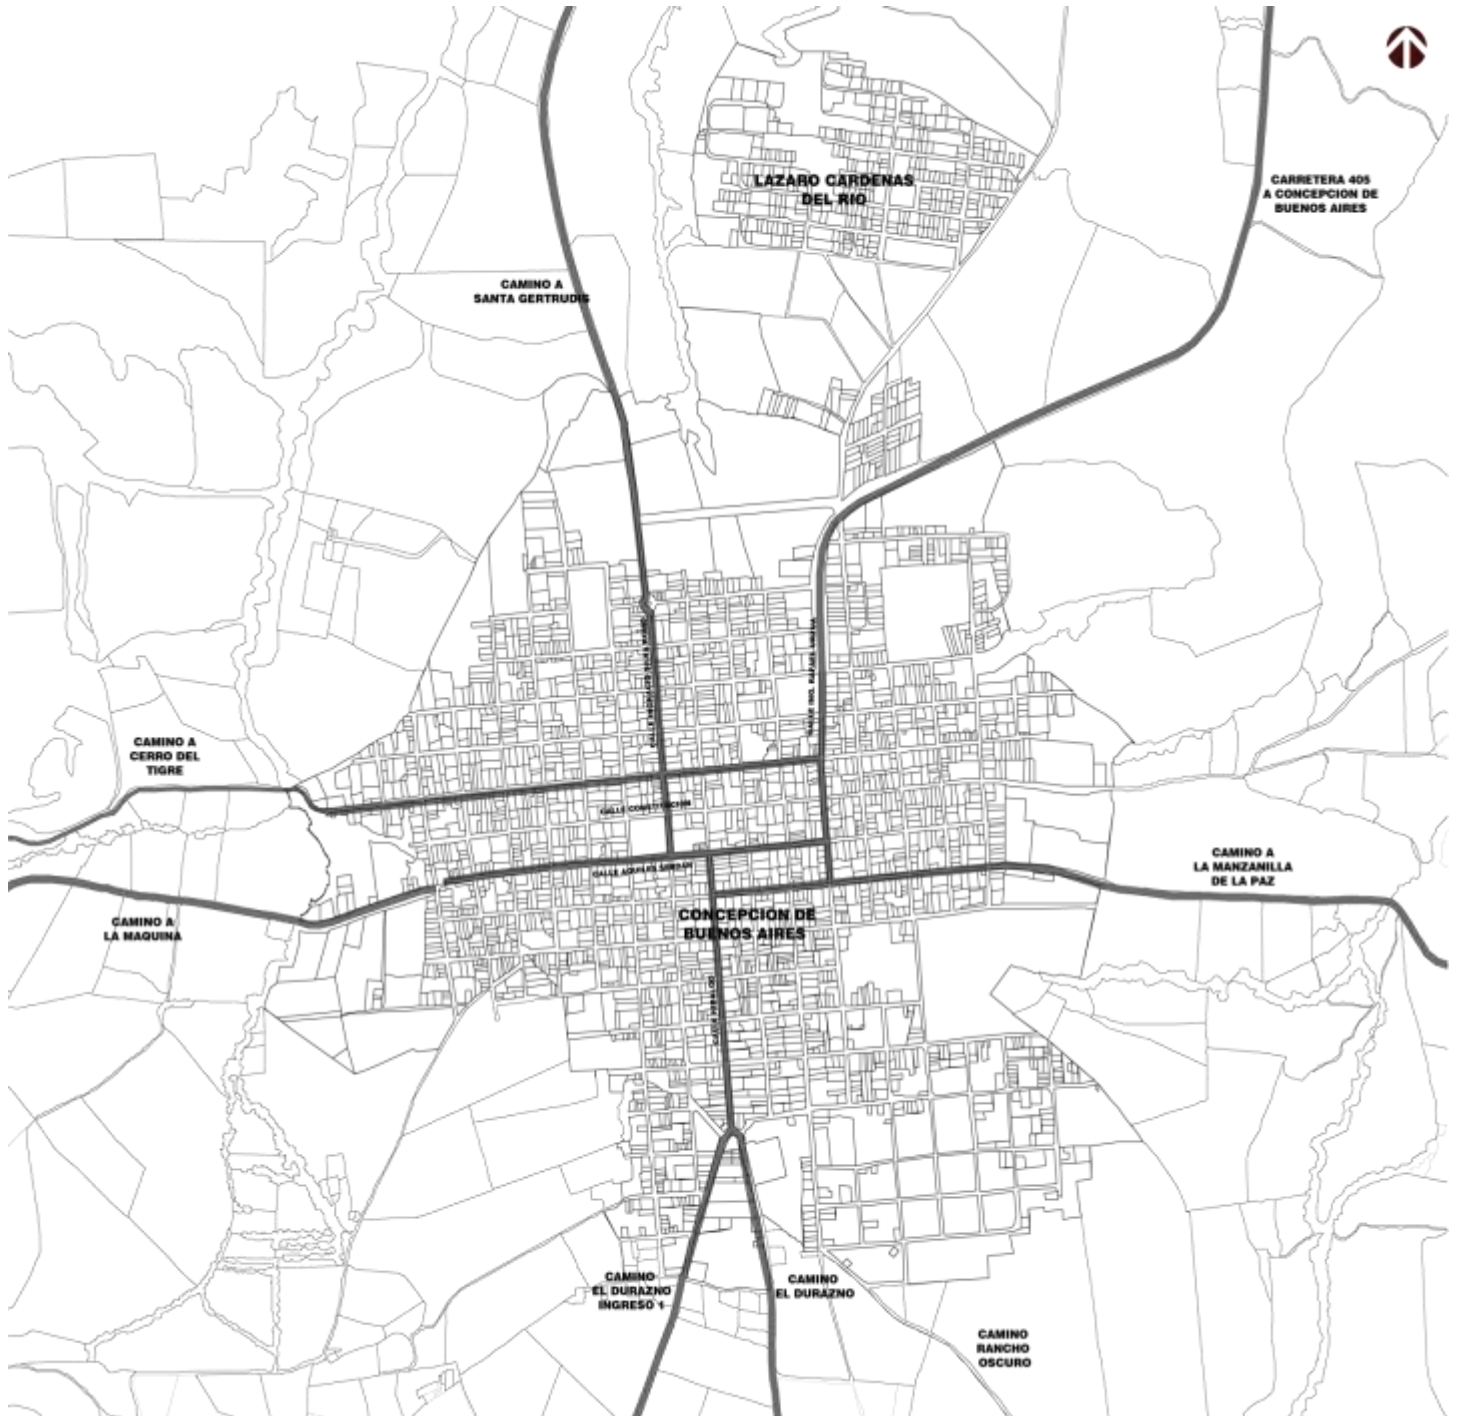 LAZARO CARDENAS
DEL RIO
CARRETERA 405
A CONCEPCION DE
BUENOS AIRES
CAMINO A
SANTA GERTRUDIS
CAMINO A
CERRO DEL
TIGRE
CALLE CONSTITUCION
CAMINO A
LA MANZANILLA
DE LA PAZ
CAMINO A
LA MAQUINA
CONCEPCION DE
BUENOS AIRES
CALLE HIDALGO
CAMINO
EL DURAZNO
INGRESO 1
CAMINO
EL DURAZNO
CAMINO
RANCHO
OSCURO